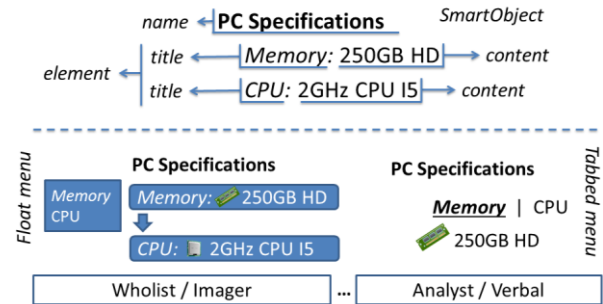 name PC Specifications SmartObject
title Memory: 250GB HD content
element
title CPU: 2GHz CPU I5 content
Float menu
PC Specifications
Memory
CPU
Memory: 250GB HD
CPU: 2GHz CPU I5
PC Specifications
Memory | CPU
250GB HD
Tabbed menu
Wholist / Imager ... Analyst / Verbal